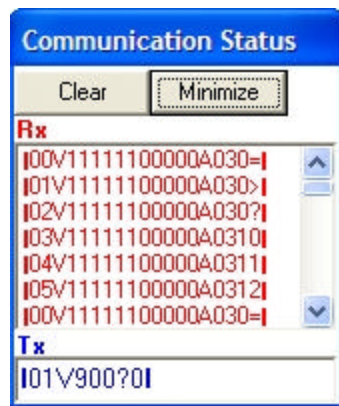 Communication Status
Clear
Minimize
Rx
|00V11111100000A030=|
|01V11111100000A030>|
|02V11111100000A030?|
|03V11111100000A0310|
|04V11111100000A0311|
|05V11111100000A0312|
|00V11111100000A030=|
Tx
|01V900?0|